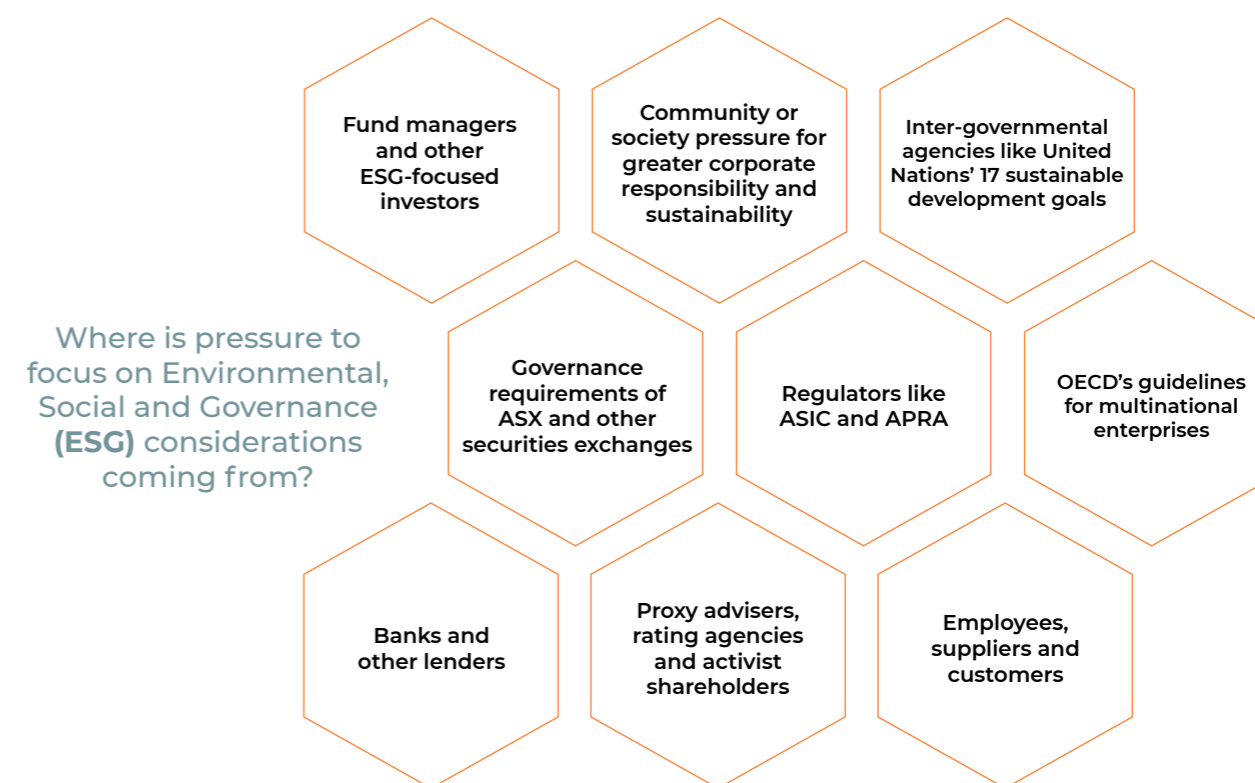 Where is pressure to
focus on Environmental,
Social and Governance
(ESG) considerations
coming from?
Fund managers
and other
ESG-focused
investors
Community or
society pressure for
greater corporate
responsibility and
sustainability
Inter-governmental
agencies like United
Nations’ 17 sustainable
development goals
Governance
requirements of
ASX and other
securities exchanges
Regulators like
ASIC and APRA
OECD’s guidelines
for multinational
enterprises
Banks and
other lenders
Proxy advisers,
rating agencies
and activist
shareholders
Employees,
suppliers and
customers